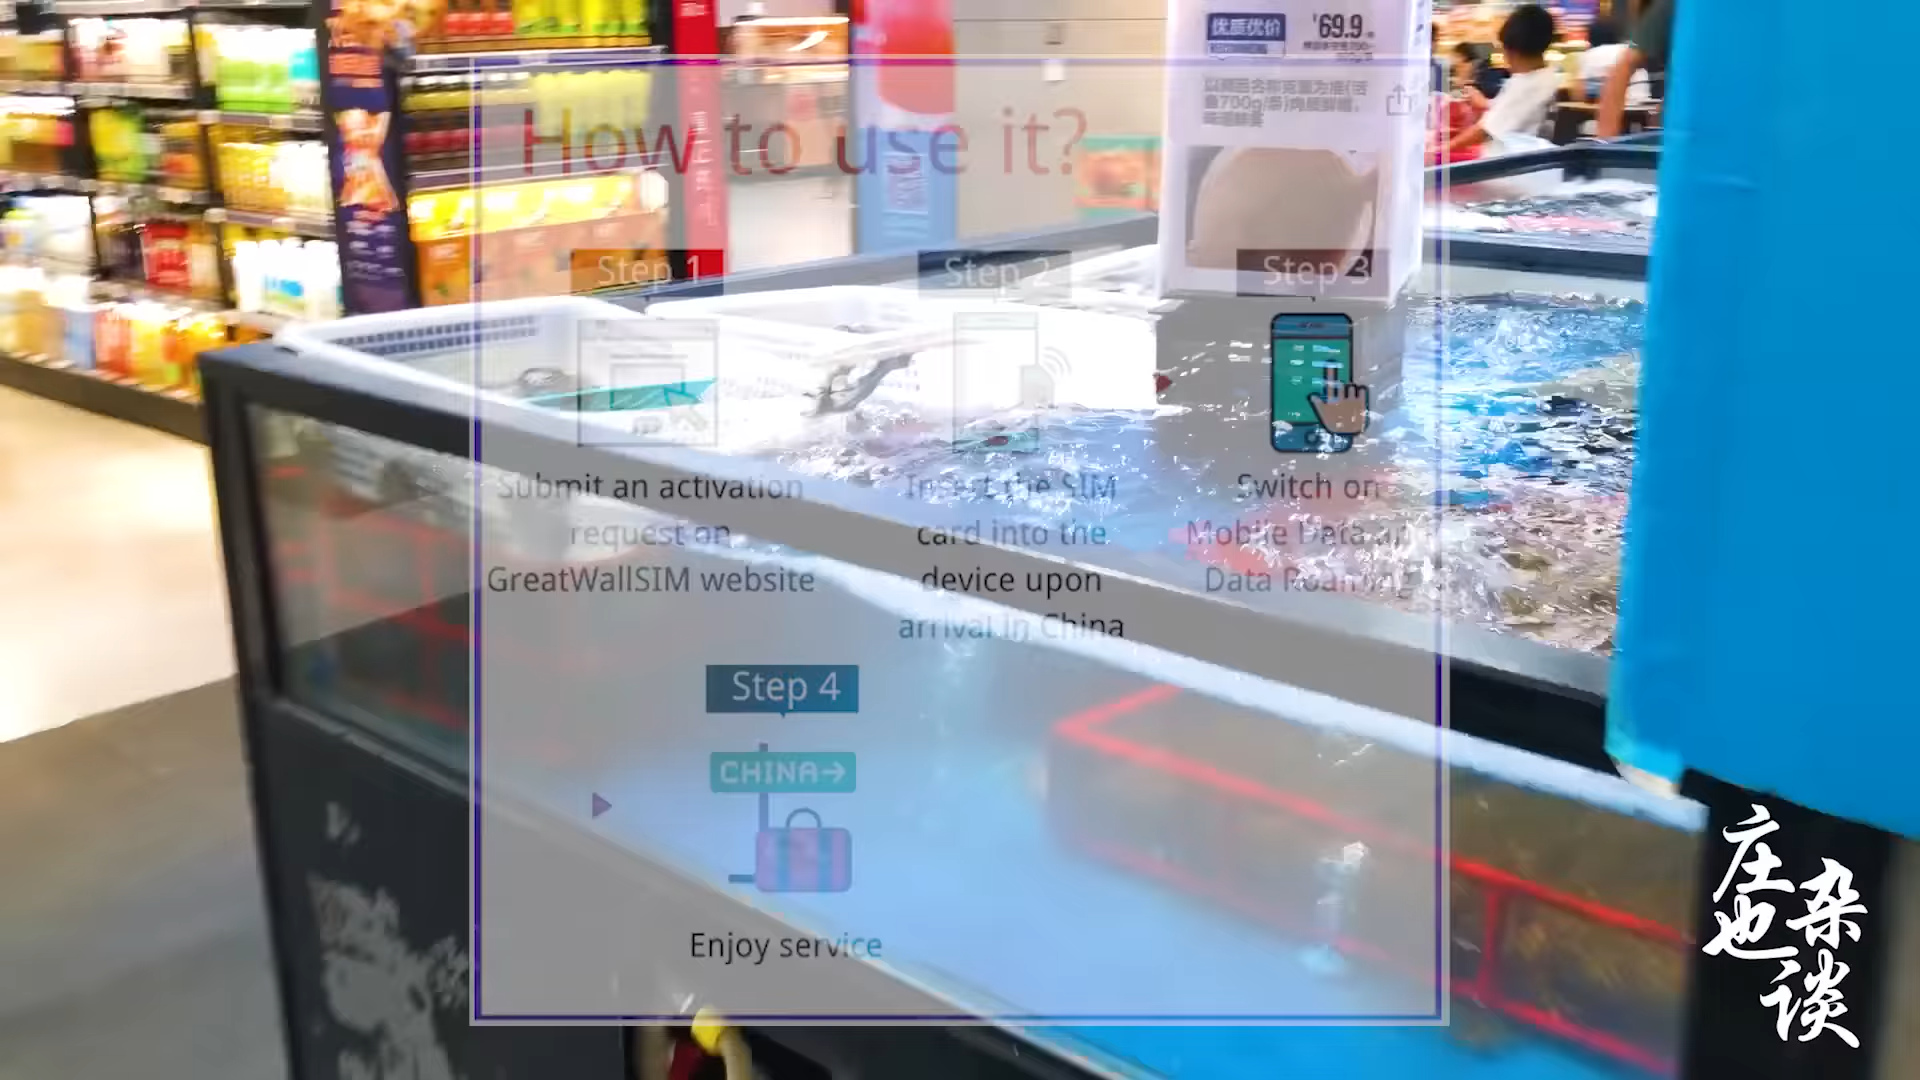 优质优价
¥69.9
How to use it?
Step 1
Step 2
Step 3
Submit an activation
request on
GreatWallSIM website
Insert the SIM
card into the
device upon
arrival in China
Switch on
Mobile Data and
Data Roaming
Step 4
CHINA→
Enjoy service
庄也杂谈